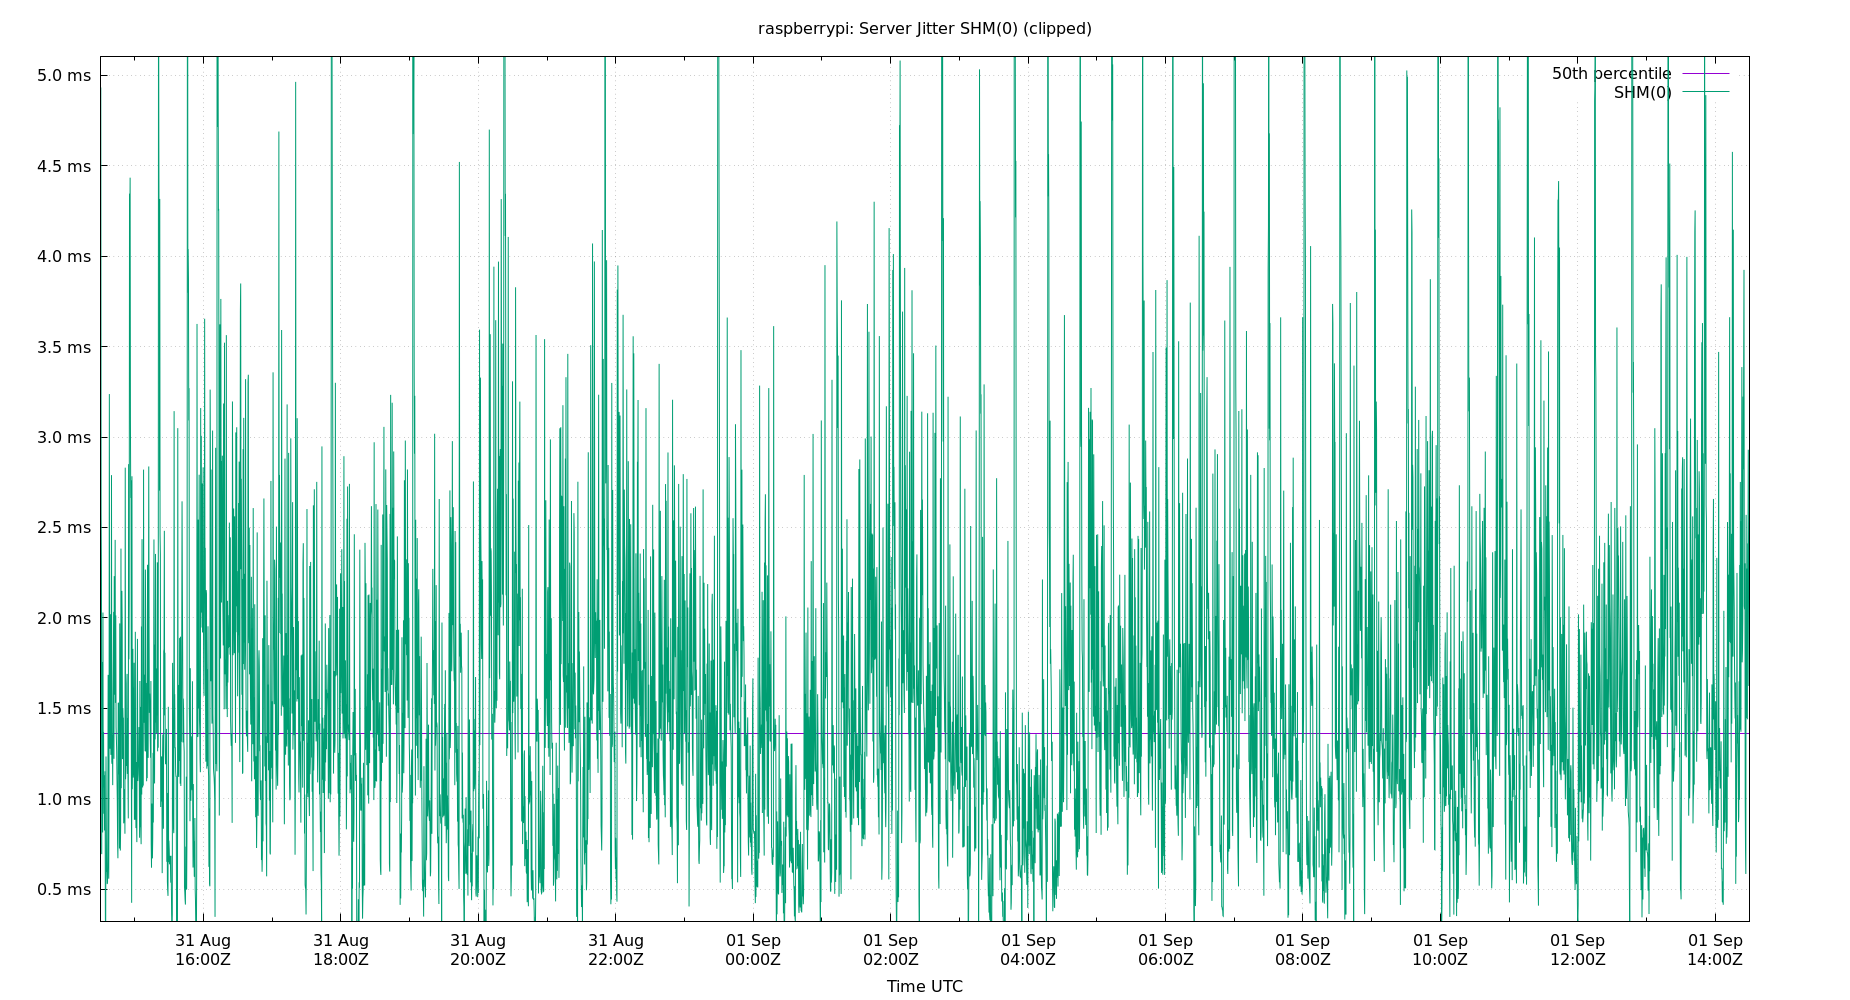 raspberrypi: Server Jitter SHM(0) (clipped)
50th percentile
SHM(0)
5.0 ms
4.5 ms
4.0 ms
3.5 ms
3.0 ms
2.5 ms
2.0 ms
1.5 ms
1.0 ms
0.5 ms
31 Aug 31 Aug 31 Aug 31 Aug 01 Sep 01 Sep 01 Sep 01 Sep 01 Sep 01 Sep 01 Sep 01 Sep
16:00Z 18:00Z 20:00Z 22:00Z 00:00Z 02:00Z 04:00Z 06:00Z 08:00Z 10:00Z 12:00Z 14:00Z
Time UTC